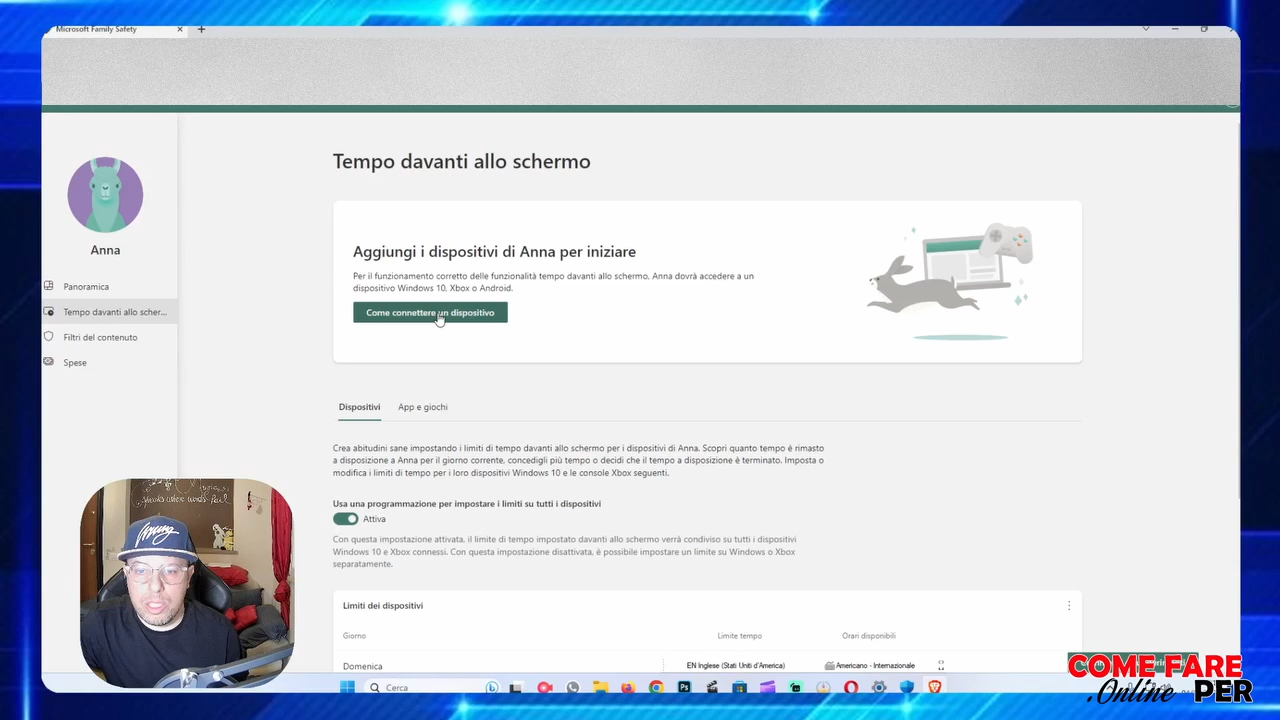 Microsoft Family Safety
Tempo davanti allo schermo
Anna
Panoramica
Tempo davanti allo scher...
Filtri del contenuto
Spese
Aggiungi i dispositivi di Anna per iniziare
Per il funzionamento corretto delle funzionalità tempo davanti allo schermo, Anna dovrà accedere a un
dispositivo Windows 10, Xbox o Android.
Come connettere un dispositivo
Dispositivi App e giochi
Crea abitudini sane impostando i limiti di tempo davanti allo schermo per i dispositivi di Anna. Scopri quanto tempo è rimasto
a disposizione a Anna per il giorno corrente, concedigli più tempo o decidi che il tempo a disposizione è terminato. Imposta o
modifica i limiti di tempo per i loro dispositivi Windows 10 e le console Xbox seguenti.
Usa una programmazione per impostare i limiti su tutti i dispositivi
Attiva
Con questa impostazione attivata, il limite di tempo impostato davanti allo schermo verrà condiviso su tutti i dispositivi
Windows 10 e Xbox connessi. Con questa impostazione disattivata, è possibile impostare un limite su Windows o Xbox
separatamente.
Limiti dei dispositivi
Giorno Limite tempo Orari disponibili
Domenica EN Inglese (Stati Uniti d'America) Americano - Internazionale
Cerca
COME FARE
.Online PER